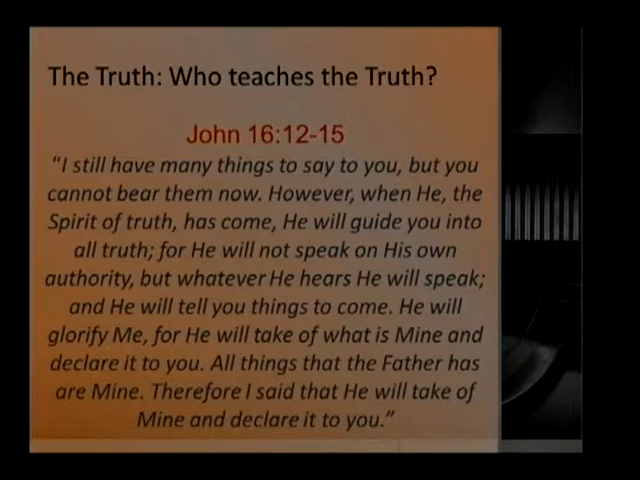 The Truth: Who teaches the Truth?
John 16:12-15
“I still have many things to say to you, but you
cannot bear them now. However, when He, the
Spirit of truth, has come, He will guide you into
all truth; for He will not speak on His own
authority, but whatever He hears He will speak;
and He will tell you things to come. He will
glorify Me, for He will take of what is Mine and
declare it to you. All things that the Father has
are Mine. Therefore I said that He will take of
Mine and declare it to you.”